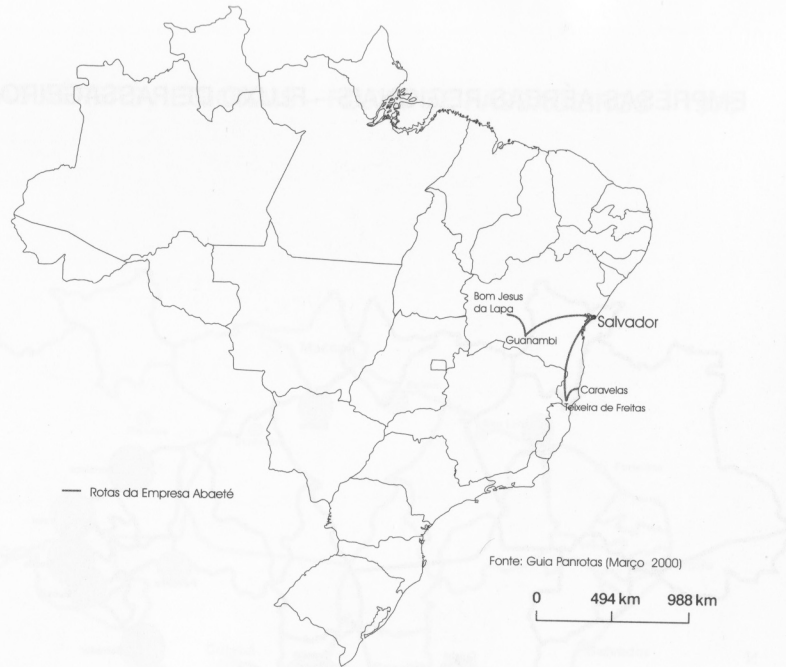 Bom Jesus
da Lapa
Salvador
Guanambi
Caravelas
Teixeira de Freitas
Rotas da Empresa Abaeté
Fonte: Guia Panrotas (Março 2000)
0 494 km 988 km